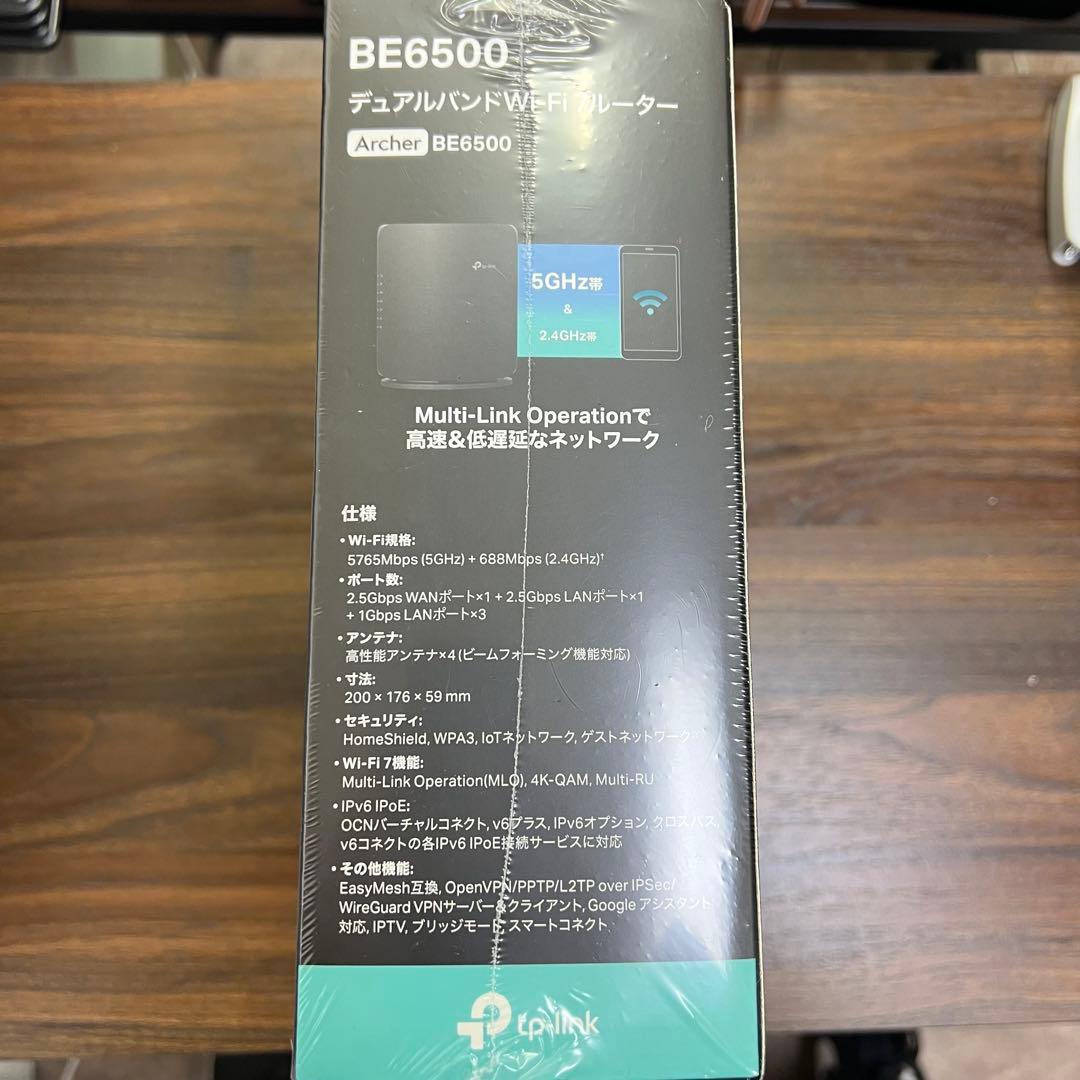 BE6500
デュアルバンドWi-Fi 7ルーター
Archer BE6500
tp-link
5GHz帯
&
2.4GHz帯
Multi-Link Operationで
高速&低遅延なネットワーク
仕様
• Wi-Fi規格:
5765Mbps (5GHz) + 688Mbps (2.4GHz)†
• ポート数:
2.5Gbps WANポート×1 + 2.5Gbps LANポート×1
+ 1Gbps LANポート×3
• アンテナ:
高性能アンテナ×4 (ビームフォーミング機能対応)
• 寸法:
200 × 176 × 59 mm
• セキュリティ:
HomeShield, WPA3, IoTネットワーク, ゲストネットワーク
• Wi-Fi 7機能:
Multi-Link Operation(MLO), 4K-QAM, Multi-RU
• IPv6 IPoE:
OCNバーチャルコネクト, v6プラス, IPv6オプション, クロスパス,
v6コネクトの各IPv6 IPoE接続サービスに対応
• その他機能:
EasyMesh互換, OpenVPN/PPTP/L2TP over IPSec/
WireGuard VPNサーバー&クライアント, Google アシスタント
対応, IPTV, ブリッジモード, スマートコネクト
tp-link